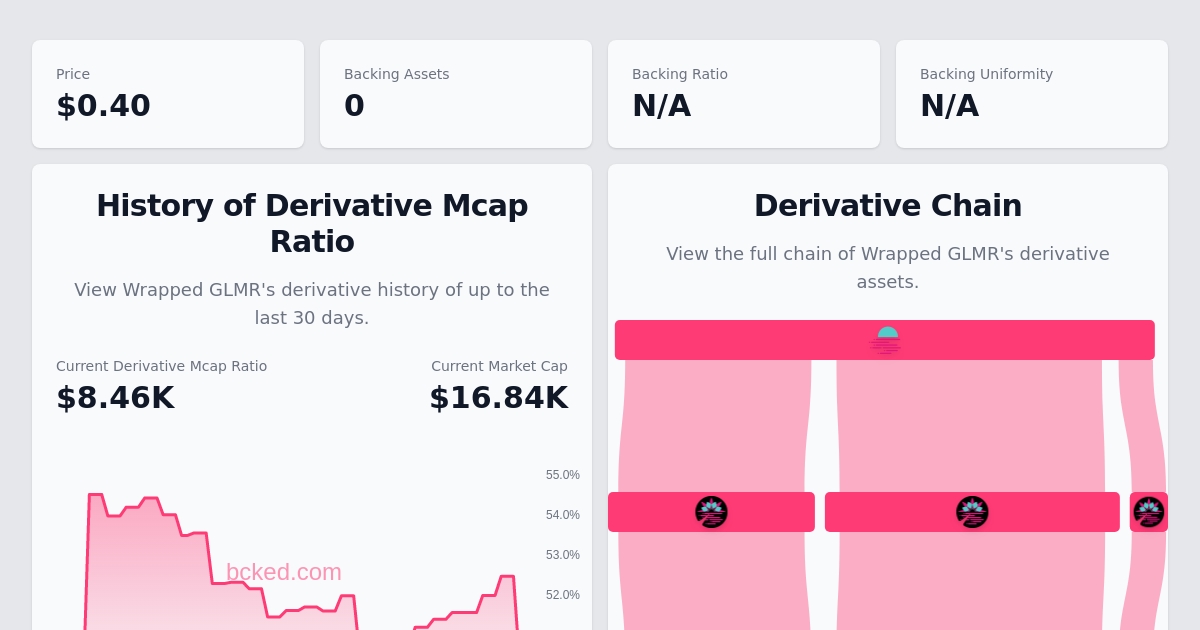 Price
$0.40
Backing Assets
0
Backing Ratio
N/A
Backing Uniformity
N/A
History of Derivative Mcap
Ratio
View Wrapped GLMR's derivative history of up to the
last 30 days.
Current Derivative Mcap Ratio
$8.46K
Current Market Cap
$16.84K
55.0%
54.0%
53.0%
52.0%
bcked.com
Derivative Chain
View the full chain of Wrapped GLMR's derivative
assets.